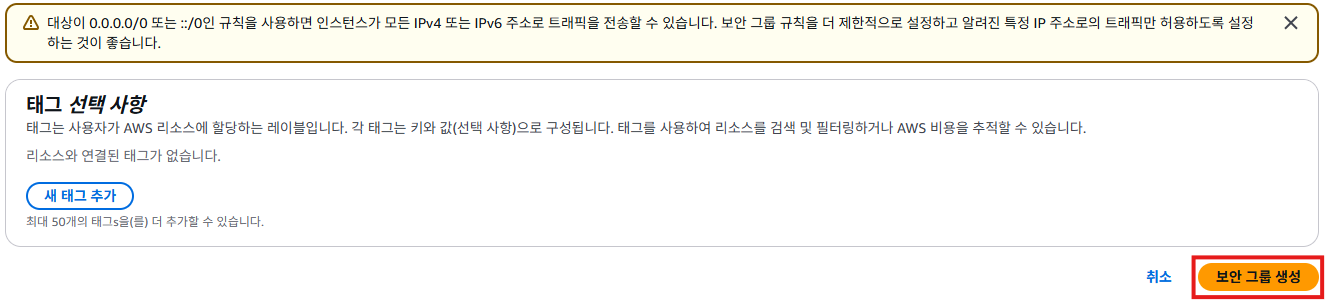 대상이 0.0.0.0/0 또는 ::/0인 규칙을 사용하면 인스턴스가 모든 IPv4 또는 IPv6 주소로 트래픽을 전송할 수 있습니다. 보안 그룹 규칙을 더 제한적으로 설정하고 알려진 특정 IP 주소로의 트래픽만 허용하도록 설정
하는 것이 좋습니다.
태그 선택 사항
태그는 사용자가 AWS 리소스에 할당하는 레이블입니다. 각 태그는 키와 값(선택 사항)으로 구성됩니다. 태그를 사용하여 리소스를 검색 및 필터링하거나 AWS 비용을 추적할 수 있습니다.
리소스와 연결된 태그가 없습니다.
새 태그 추가
최대 50개의 태그s을(를) 더 추가할 수 있습니다.
취소 보안 그룹 생성